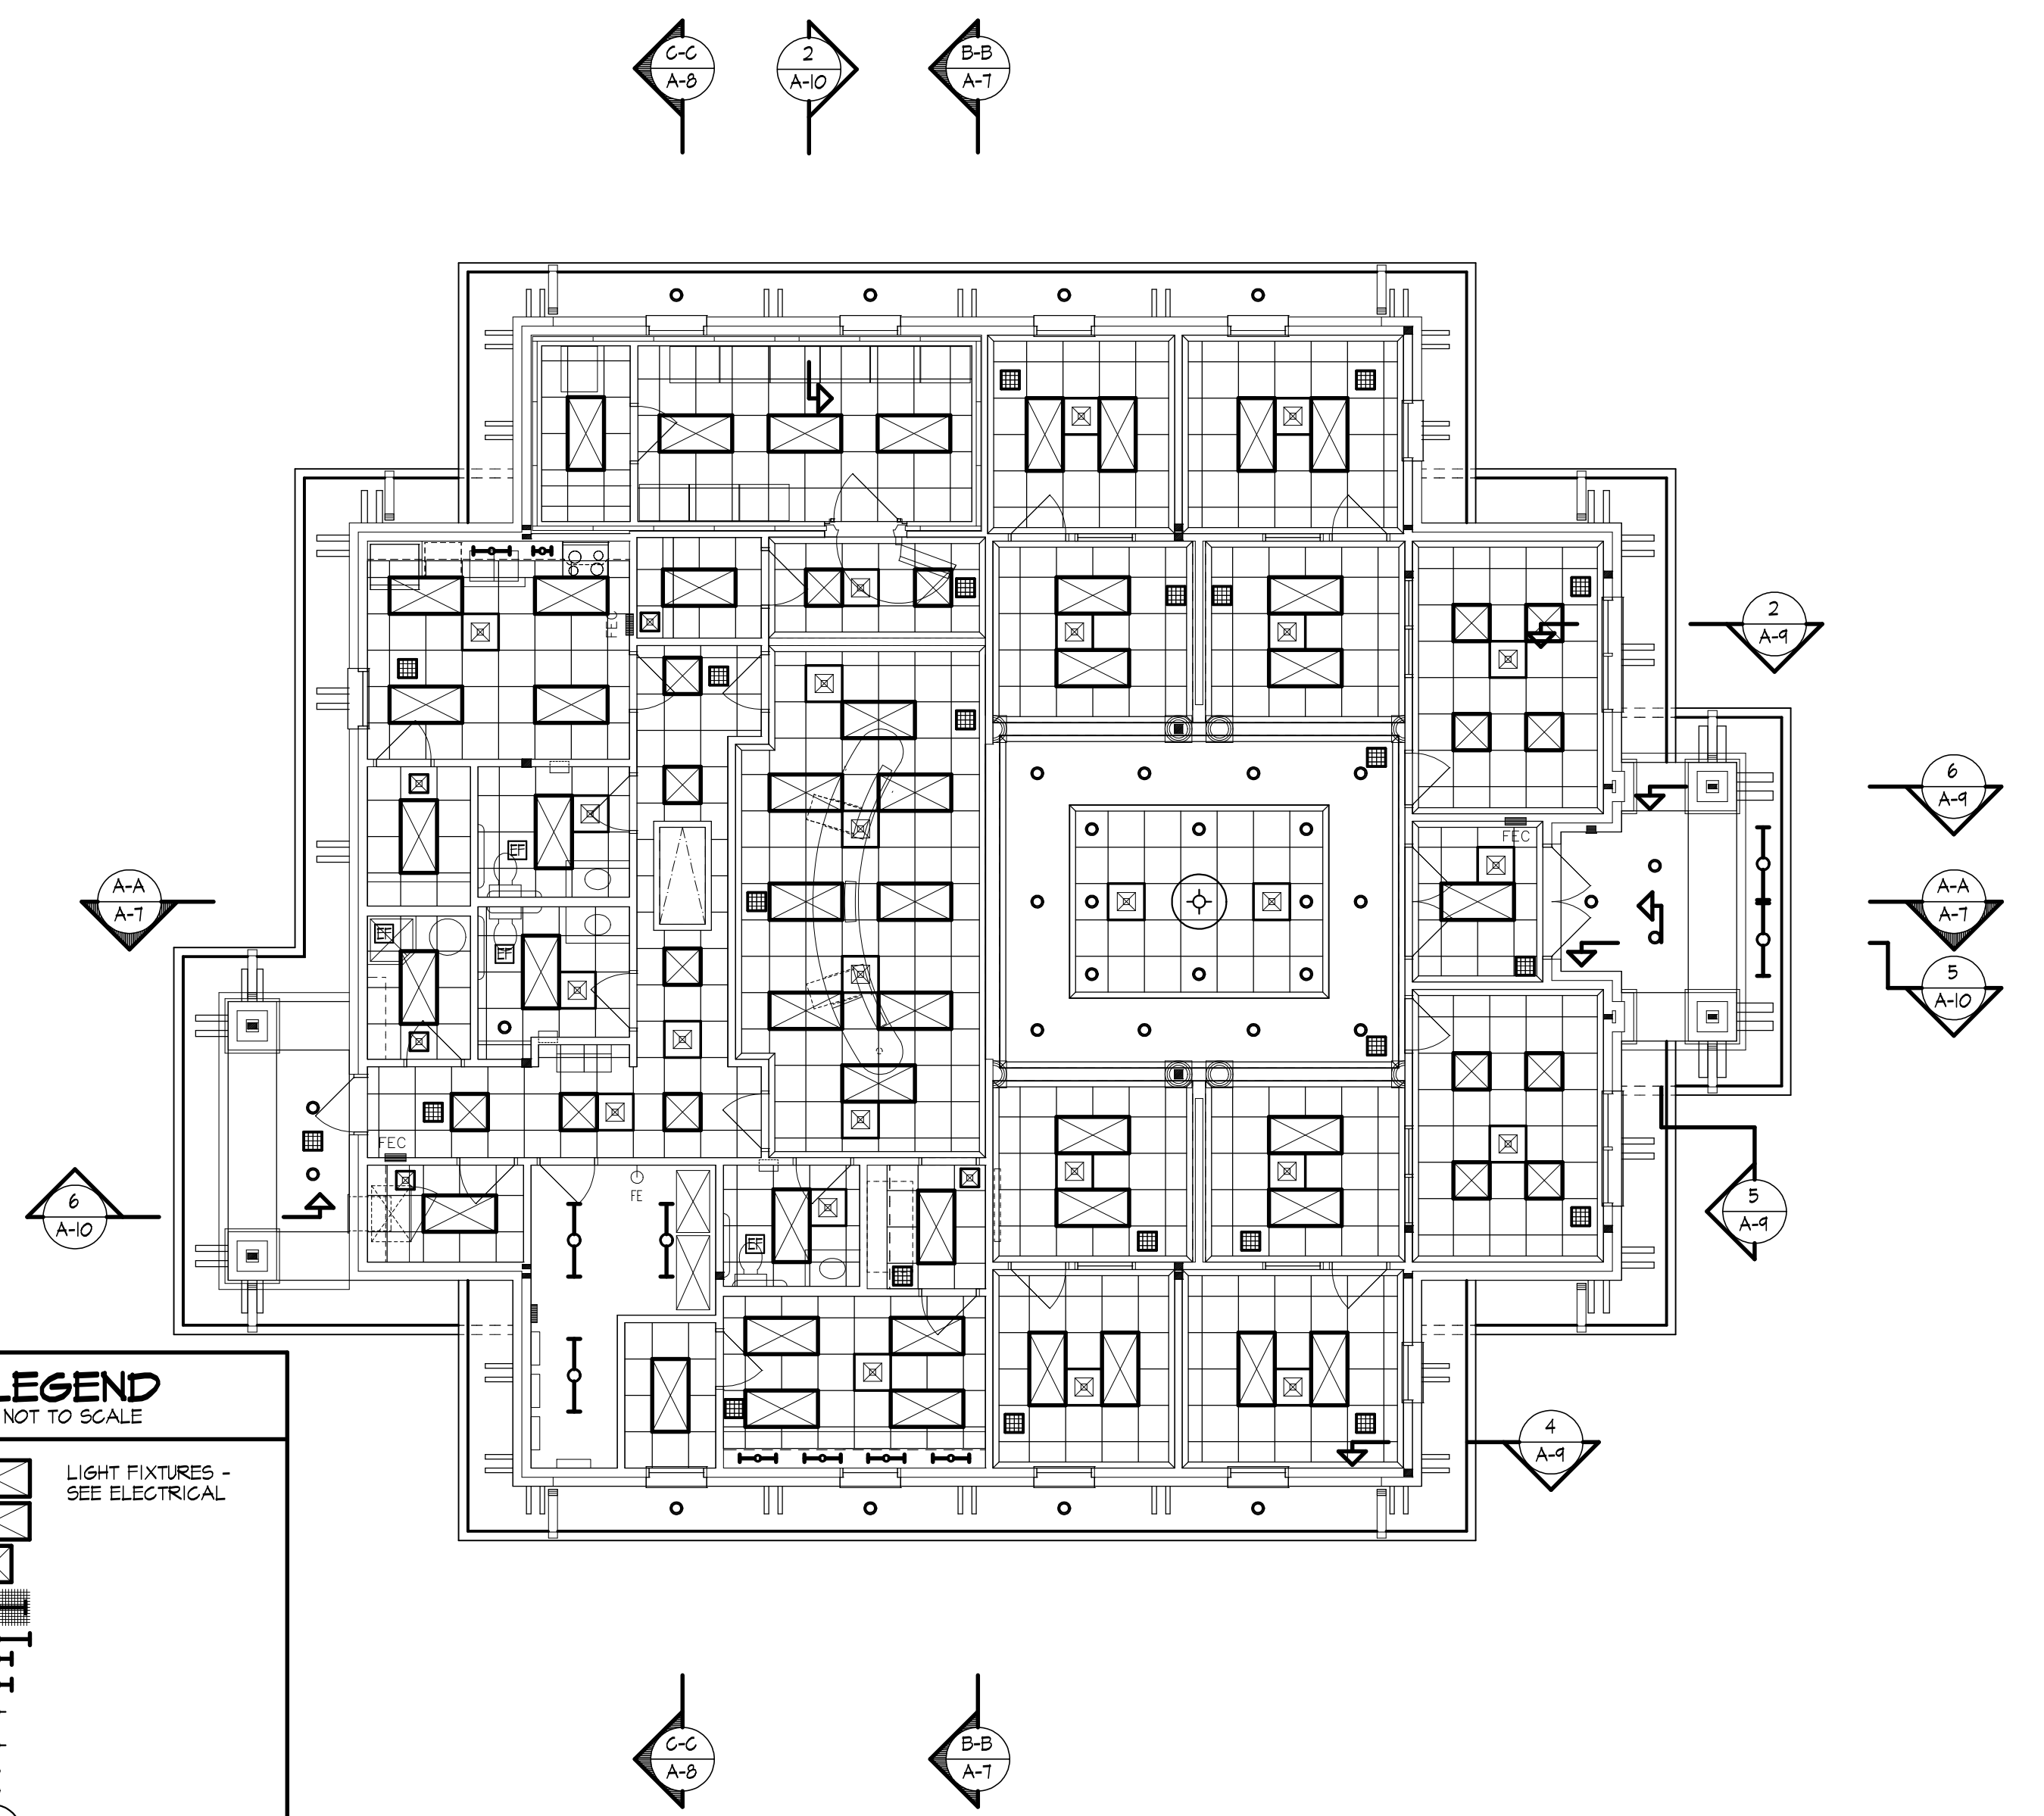 C-C
A-8
2
A-10
B-B
A-7
FEC
2
A-9
6
A-9
FEC
EF
A-A
A-7
A-A
A-7
EF
EF
5
A-10
FEC
6
A-10
FE
EF
5
A-9
LEGEND
NOT TO SCALE
4
A-9
LIGHT FIXTURES -
SEE ELECTRICAL
C-C
A-8
B-B
A-7